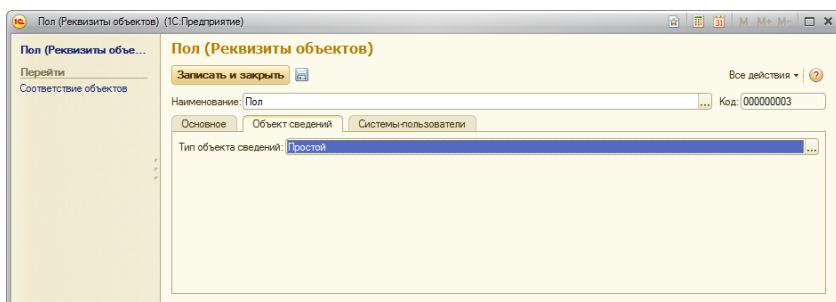 Пол (Реквизиты объектов) (1С:Предприятие)
M M+ M-
Пол (Реквизиты объе...
Перейти
Соответствие объектов
Пол (Реквизиты объектов)
Записать и закрыть
Все действия
Наименование: Пол ... Код: 000000003
Основное Объект сведений Системы-пользователи
Тип объекта сведений: Простой ...